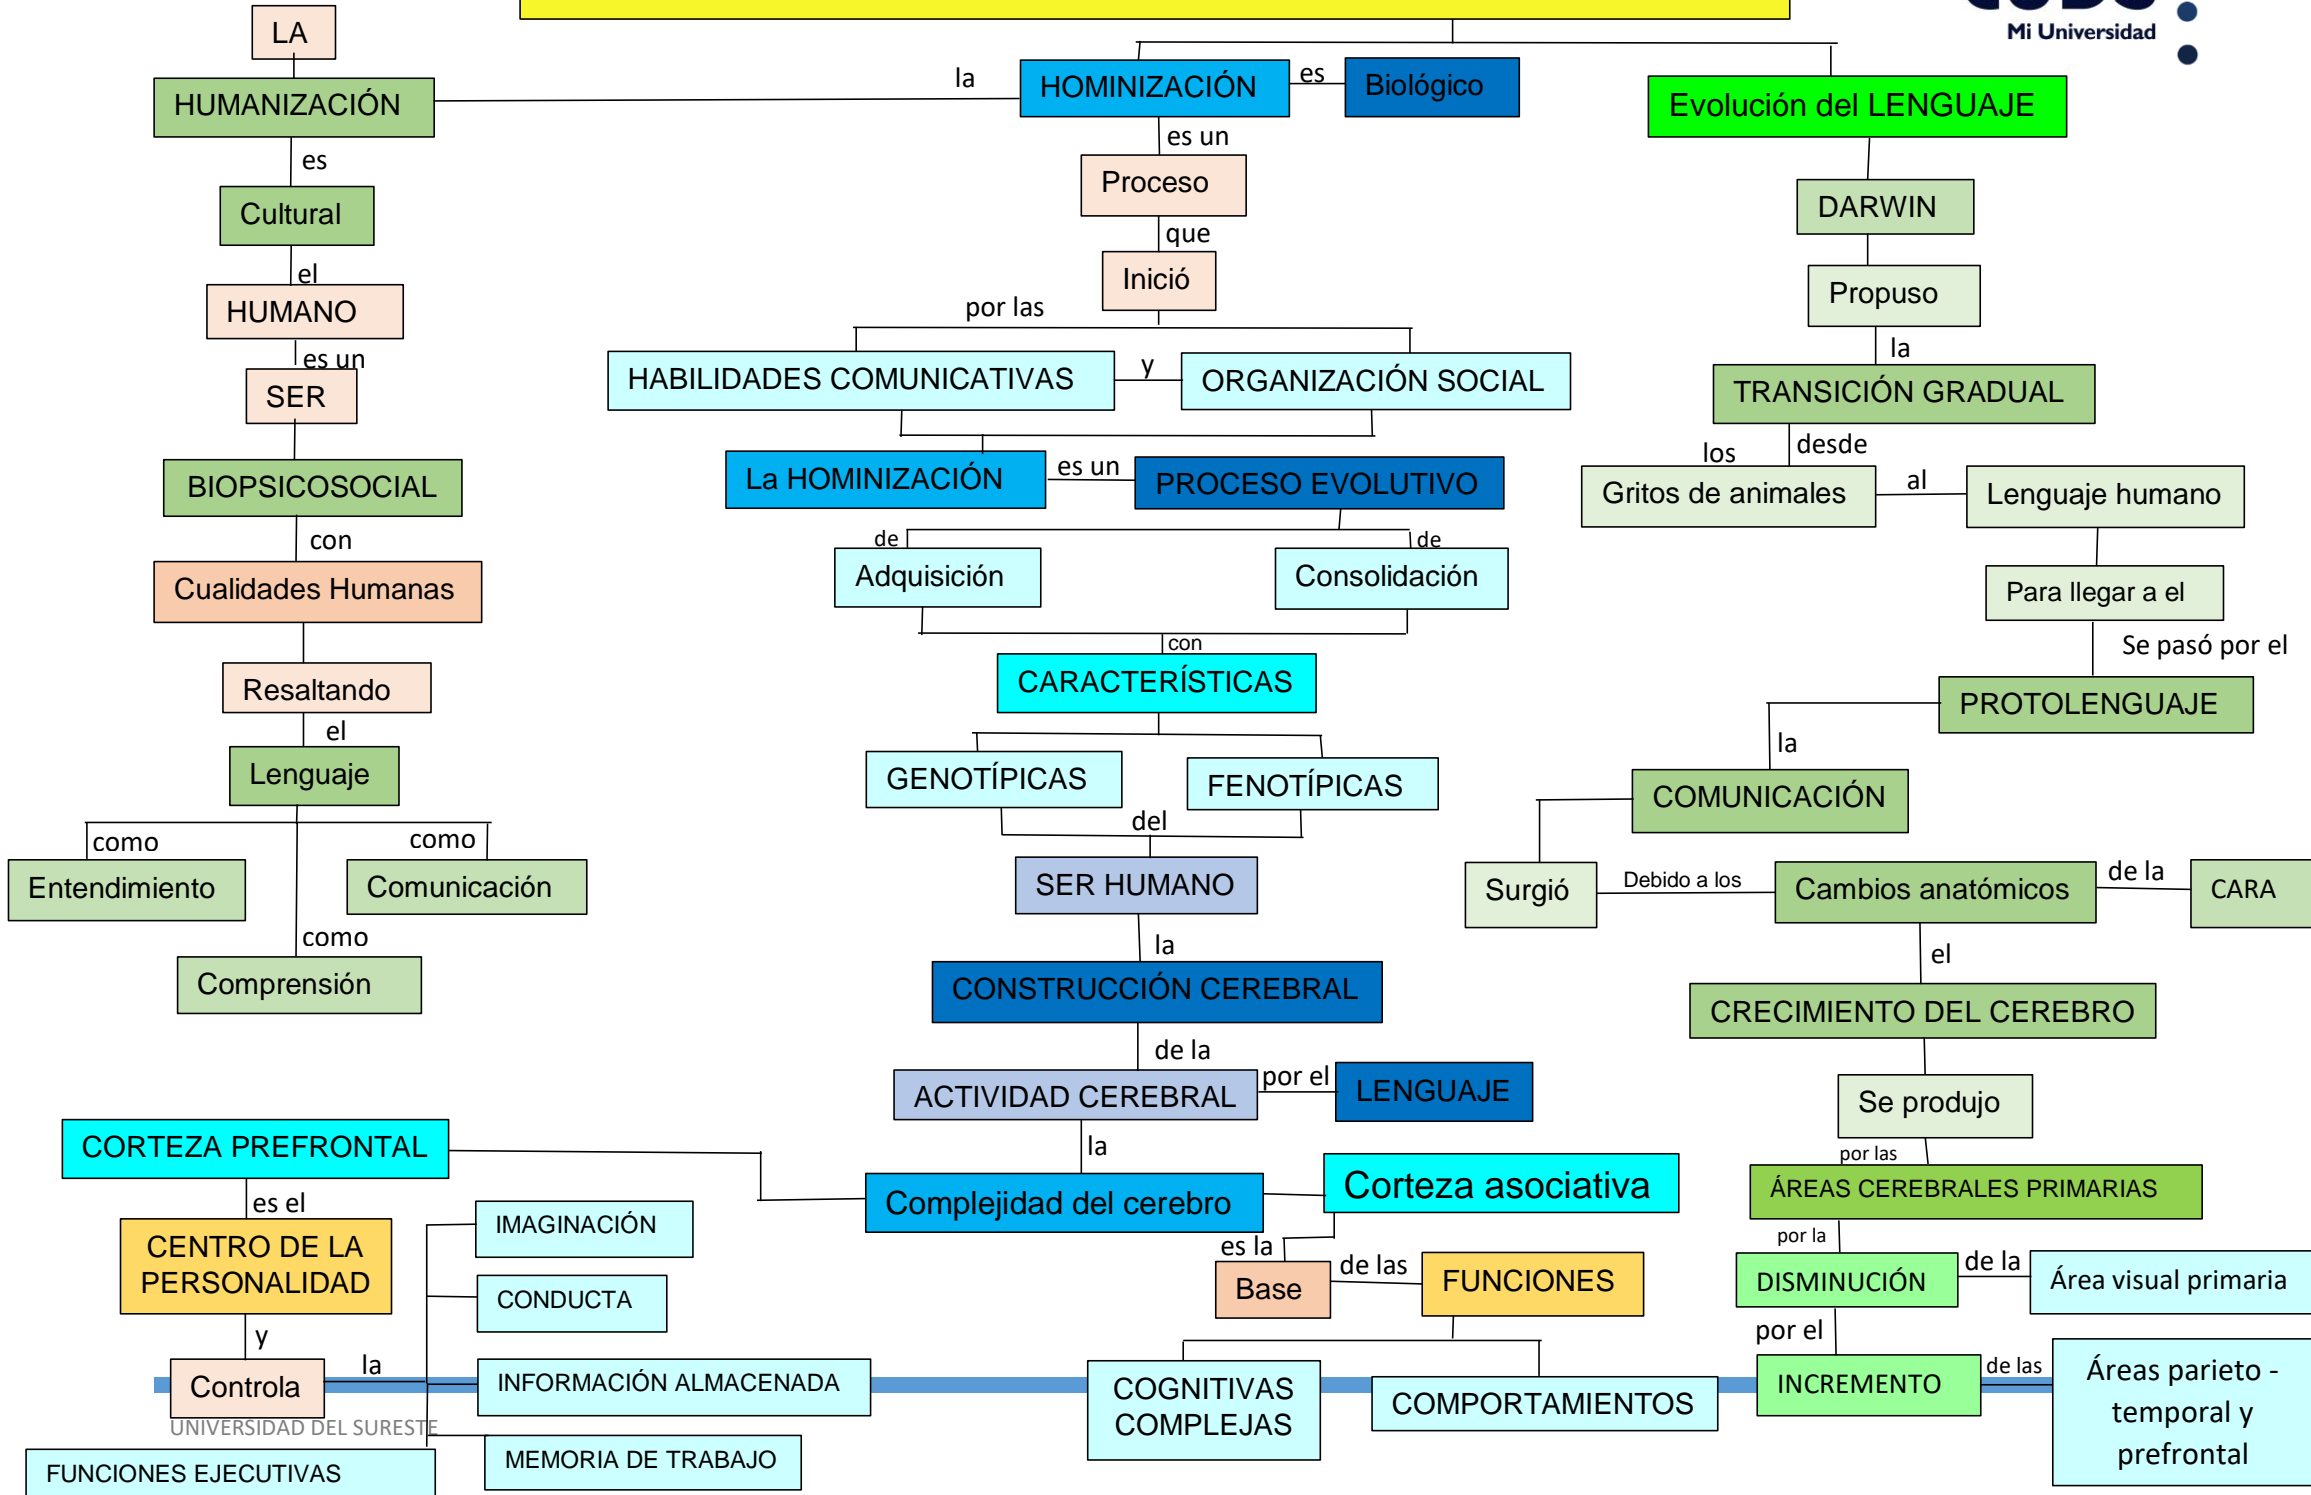 Mi Universidad
LA
HUMANIZACIÓN
es
Cultural
el
HUMANO
es un
SER
BIOPSICOSOCIAL
con
Cualidades Humanas
Resaltando
el
Lenguaje
como
como
Entendimiento
Comunicación
como
Comprensión
la
HOMINIZACIÓN
es
Biológico
es un
Proceso
que
Inició
por las
HABILIDADES COMUNICATIVAS
y
ORGANIZACIÓN SOCIAL
La HOMINIZACIÓN
es un
PROCESO EVOLUTIVO
de
de
Adquisición
Consolidación
con
CARACTERÍSTICAS
GENOTÍPICAS
FENOTÍPICAS
del
SER HUMANO
la
CONSTRUCCIÓN CEREBRAL
de la
ACTIVIDAD CEREBRAL
por el
LENGUAJE
la
Complejidad del cerebro
CORTEZA PREFRONTAL
es el
CENTRO DE LA
PERSONALIDAD
y
Controla
la
IMAGINACIÓN
CONDUCTA
INFORMACIÓN ALMACENADA
MEMORIA DE TRABAJO
FUNCIONES EJECUTIVAS
UNIVERSIDAD DEL SURESTE
Corteza asociativa
es la
Base
de las
FUNCIONES
COGNITIVAS
COMPLEJAS
COMPORTAMIENTOS
Evolución del LENGUAJE
DARWIN
Propuso
la
TRANSICIÓN GRADUAL
los
desde
Gritos de animales
al
Lenguaje humano
Para llegar a el
Se pasó por el
PROTOLENGUAJE
la
COMUNICACIÓN
Surgió
Debido a los
Cambios anatómicos
de la
CARA
el
CRECIMIENTO DEL CEREBRO
Se produjo
por las
ÁREAS CEREBRALES PRIMARIAS
por la
DISMINUCIÓN
de la
Área visual primaria
por el
INCREMENTO
de las
Áreas parieto -
temporal y
prefrontal